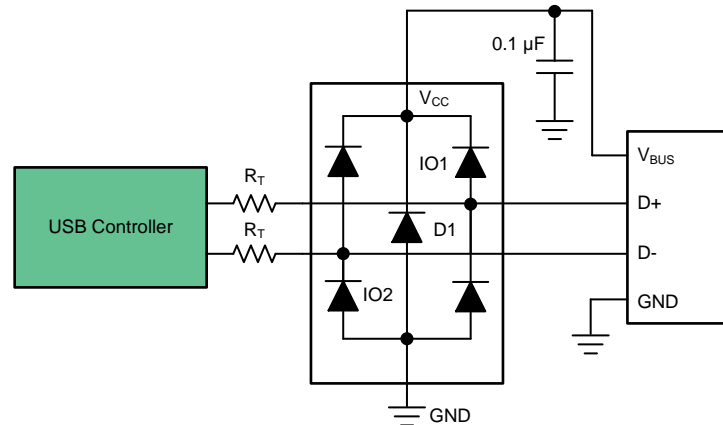 0.1 µF
VCC
VBUS
RT
IO1
D+
USB Controller
RT
D1
D-
IO2
GND
GND